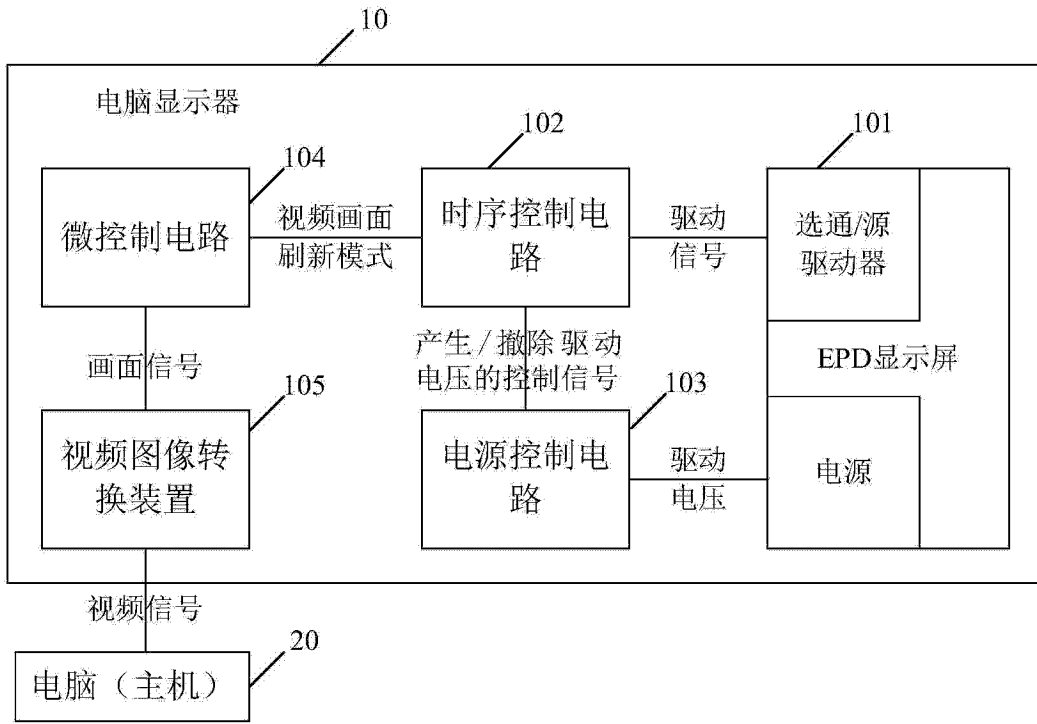 10
电脑显示器
104
102
101
微控制电路
视频画面
刷新模式
时序控制电
路
驱动
信号
选通/源
驱动器
画面信号
产生/撤除驱动
电压的控制信号
EPD显示屏
105
103
视频图像转
换装置
电源控制电
路
驱动
电压
电源
视频信号
20
电脑（主机）